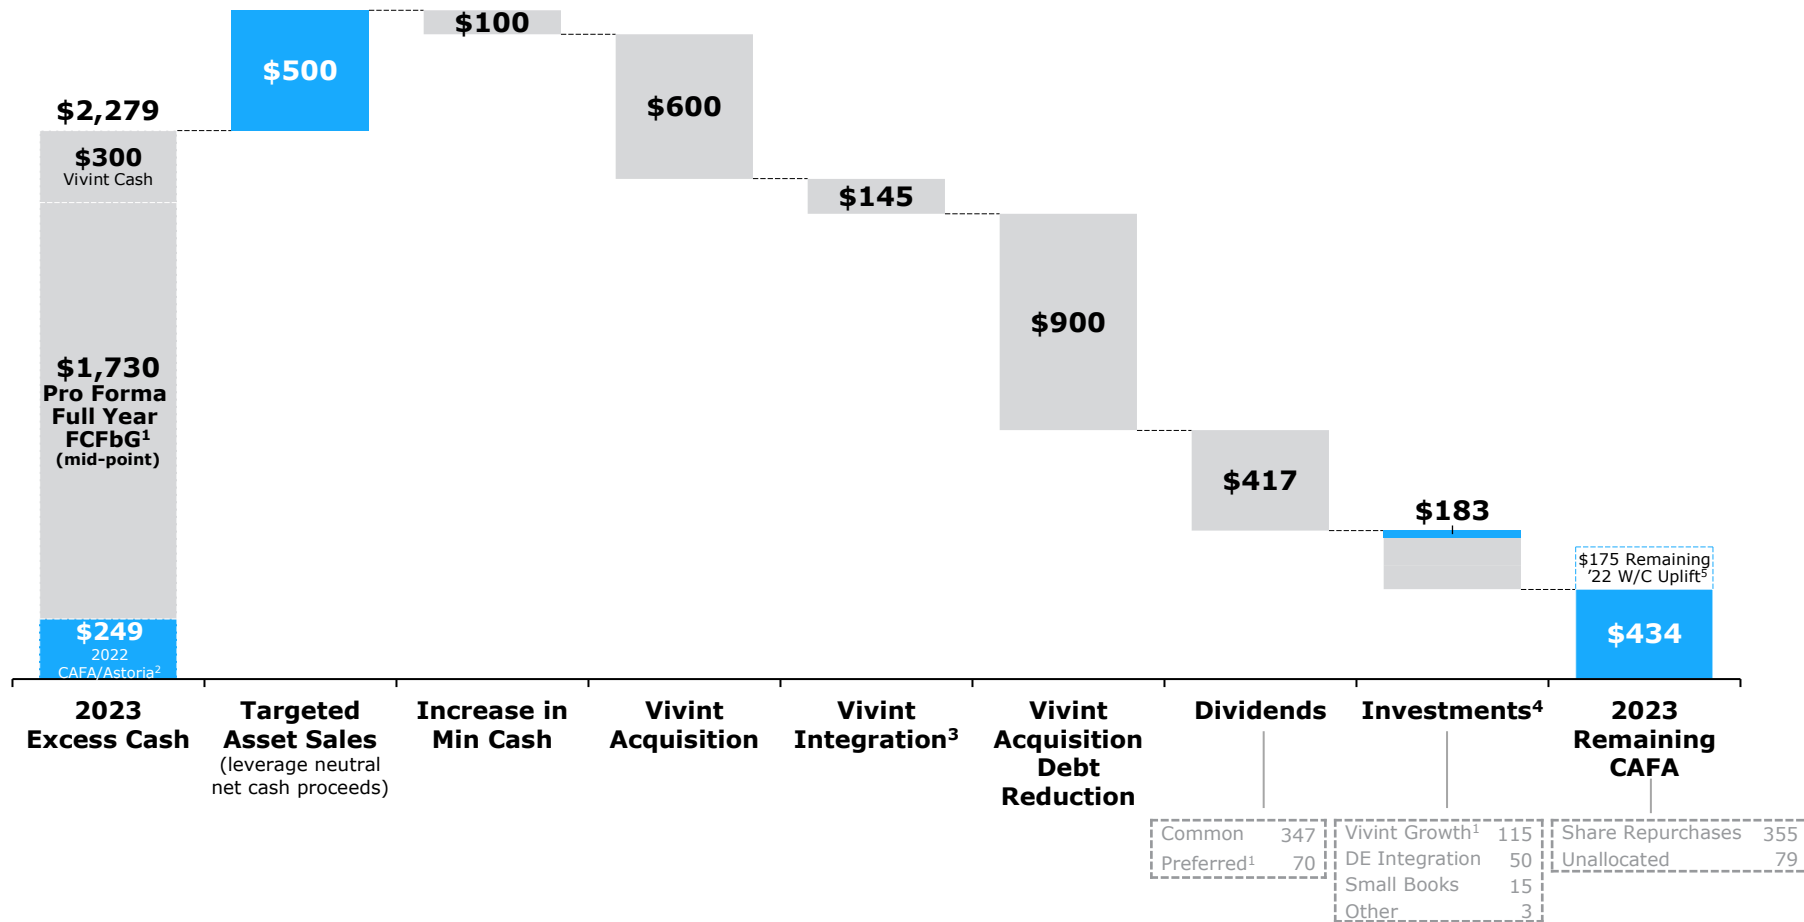 $2,279
$300
Vivint Cash
$1,730
Pro Forma
Full Year
FCFbG¹
(mid-point)
$249
2022
CAFA/Astoria²
$500
$100
$600
$145
$900
$417
$183
$175 Remaining
’22 W/C Uplift⁵
$434
2023
Excess Cash
Targeted
Asset Sales
(leverage neutral
net cash proceeds)
Increase in
Min Cash
Vivint
Acquisition
Vivint
Integration³
Vivint
Acquisition
Debt
Reduction
Dividends
Investments⁴
2023
Remaining
CAFA
Common 347
Preferred¹ 70
Vivint Growth¹ 115
DE Integration 50
Small Books 15
Other 3
Share Repurchases 355
Unallocated 79